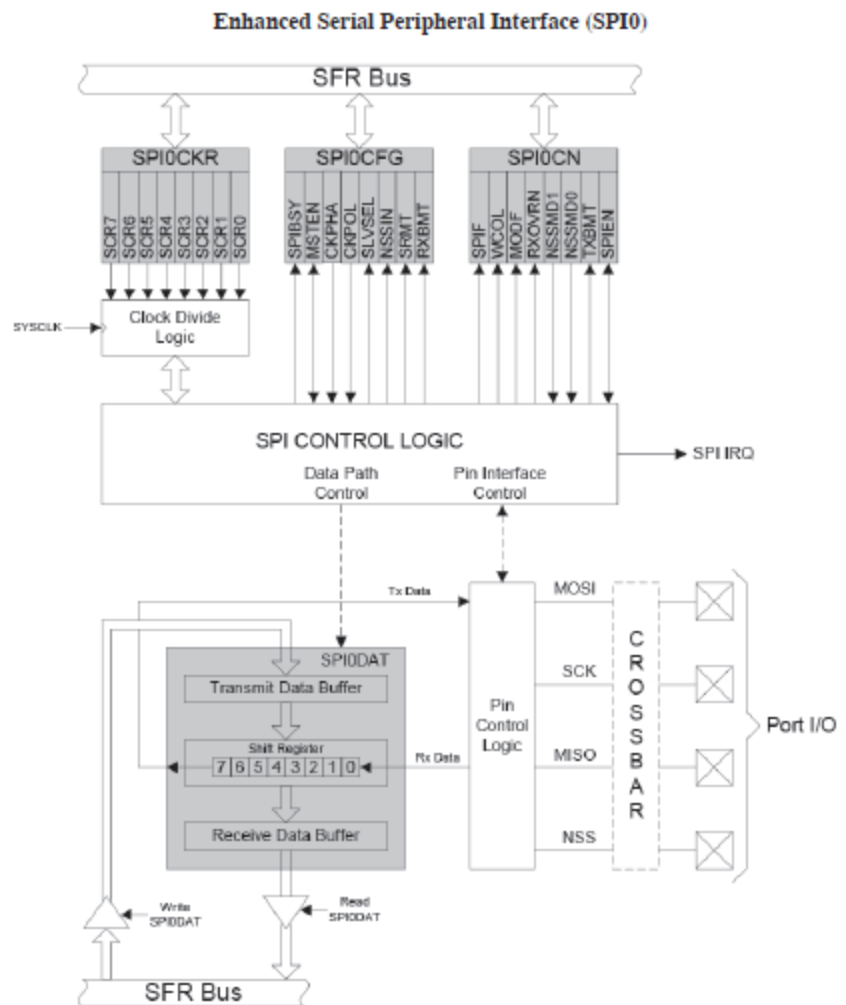 Enhanced Serial Peripheral Interface (SPI0)
SFR Bus
SPI0CKR
SPI0CFG
SPI0CN
SCR7
SCR6
SCR5
SCR4
SCR3
SCR2
SCR1
SCR0
SPIBSY
MSTEN
CKPHA
CKPOL
SLVSEL
NSSIN
SRMT
RXBMT
SPIF
WCOL
MODF
RXOVRN
NSSMD1
NSSMD0
TXBMT
SPIEN
SYSCLK
Clock Divide
Logic
SPI CONTROL LOGIC
Data Path
Control
Pin Interface
Control
SPI IRQ
Tx Data
MOSI
SPI0DAT
Transmit Data Buffer
SCK
Shift Register
7 6 5 4 3 2 1 0
Rx Data
Pin
Control
Logic
MISO
Receive Data Buffer
NSS
CROSSBAR
Port I/O
Write
SPI0DAT
Read
SPI0DAT
SFR Bus